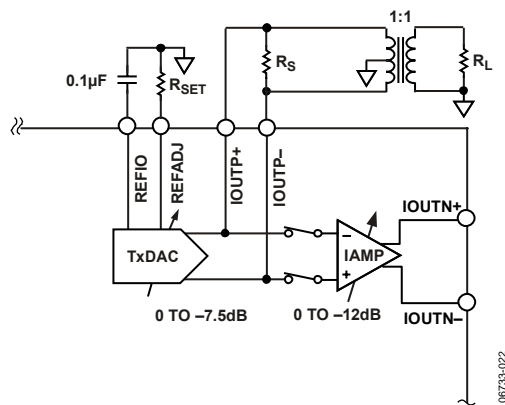 1:1
RS
RL
0.1µF
RSET
REFIO
REFADJ
IOUTP+
IOUTP–
IOUTN+
TxDAC
–
IAMP
+
IOUTN–
0 TO –7.5dB
0 TO –12dB
06733-022